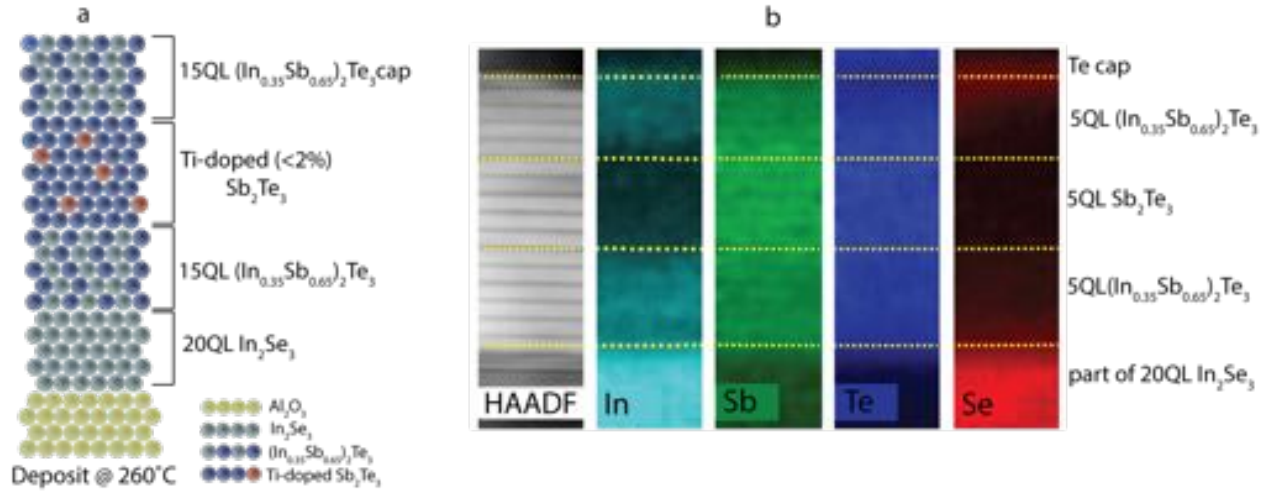 a
15QL (In0.35Sb0.65)2Te3cap
Ti-doped (<2%)
Sb2Te3
15QL (In0.35Sb0.65)2Te3
20QL In2Se3
Al2O3
In2Se3
(In0.35Sb0.65)2Te3
Ti-doped Sb2Te3
Deposit @ 260°C
b
HAADF
In
Sb
Te
Se
Te cap
5QL (In0.35Sb0.65)2Te3
5QL Sb2Te3
5QL(In0.35Sb0.65)2Te3
part of 20QL In2Se3